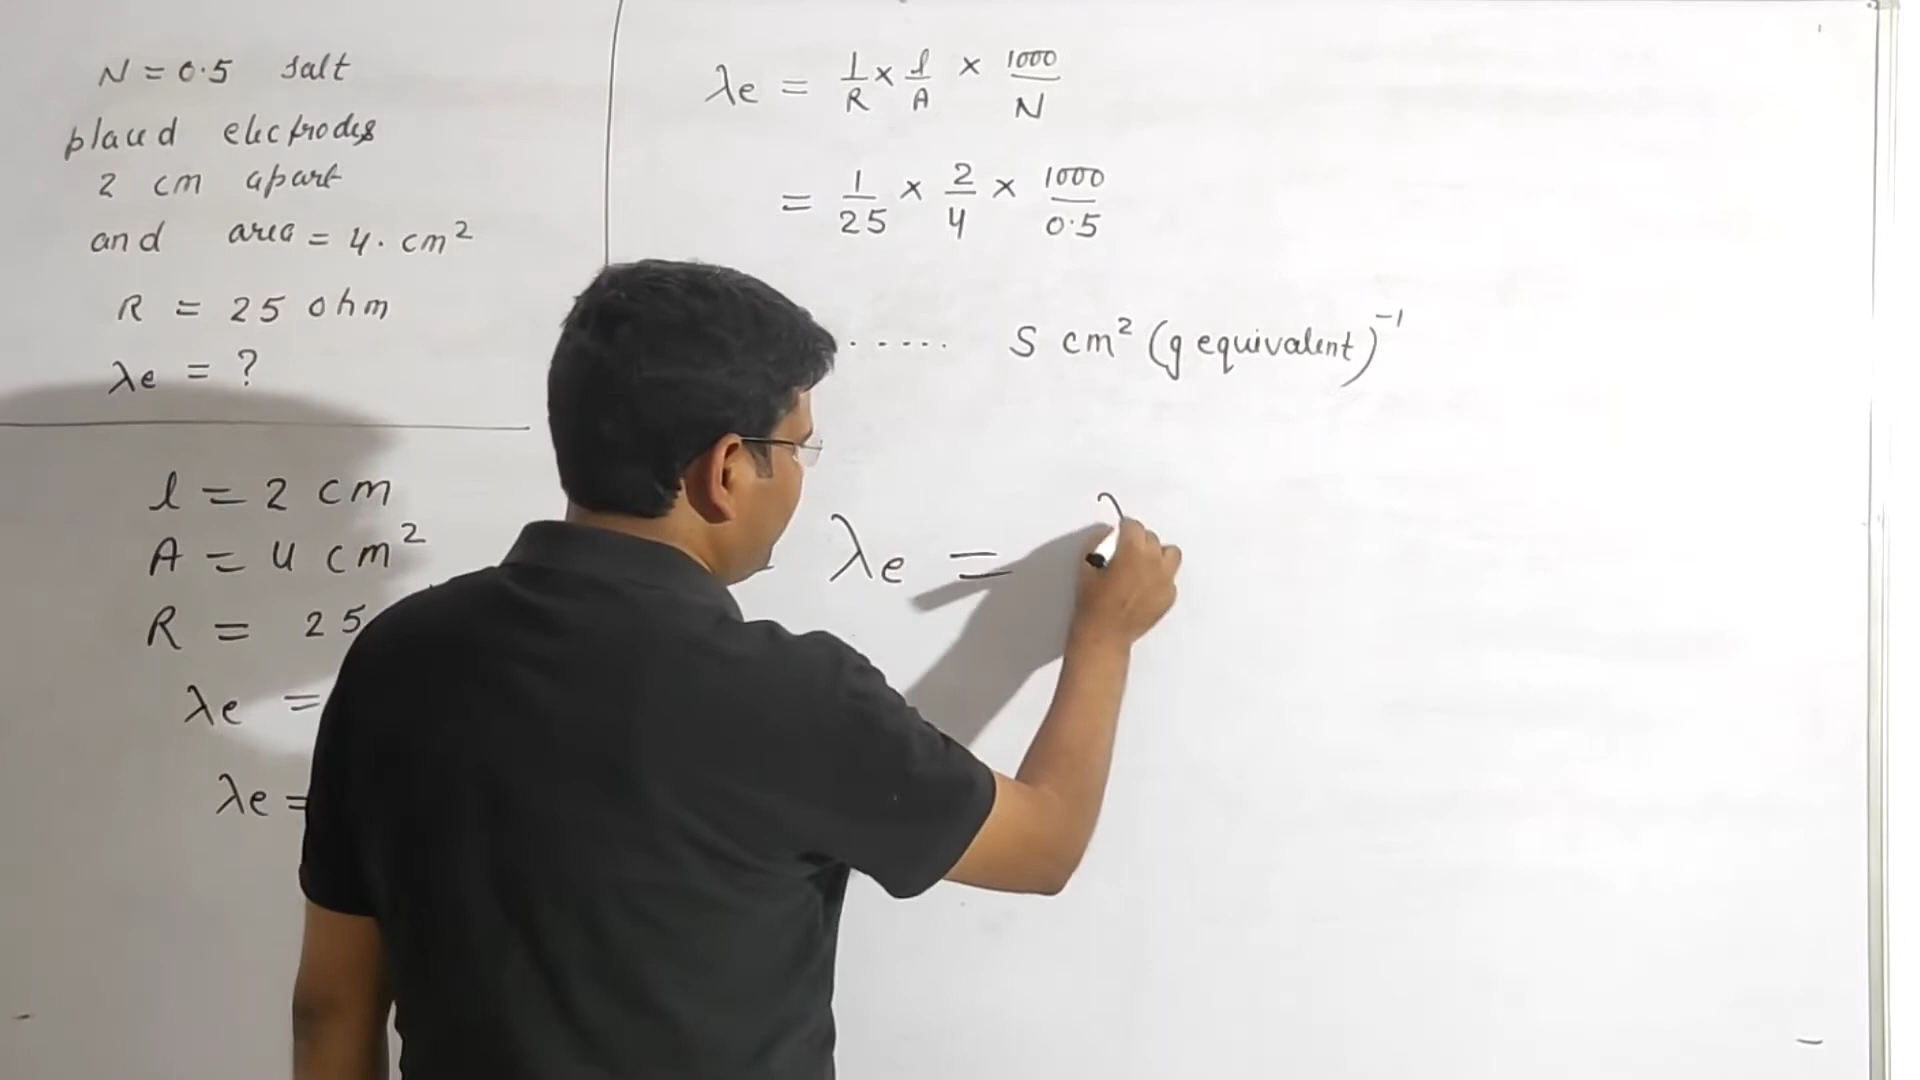 N = 0.5 salt
placed electrodes
2 cm apart
and area = 4. cm²
R = 25 ohm
λe = ?
l = 2 cm
A = 4 cm²
R = 25
λe =
λe =
λe = 1/R × l/A × 1000/N
= 1/25 × 2/4 × 1000/0.5
..... S cm² (g equivalent)⁻¹
λe = λ